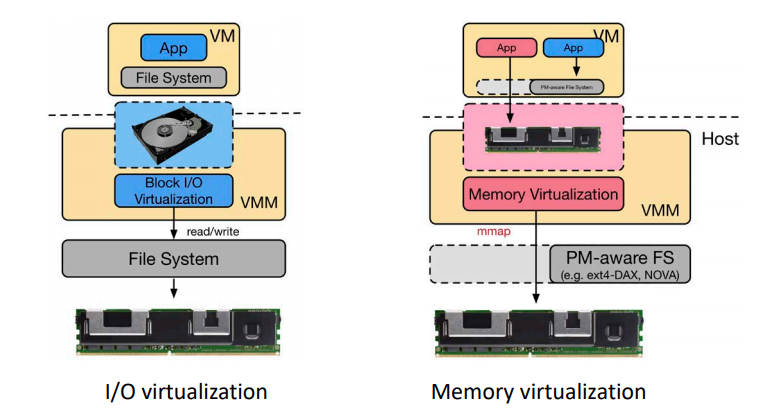 VM
App
File System
Block I/O
Virtualization
VMM
read/write
File System
I/O virtualization
VM
App
App
PM-aware File System
Host
Memory Virtualization
VMM
mmap
PM-aware FS
(e.g. ext4-DAX, NOVA)
Memory virtualization